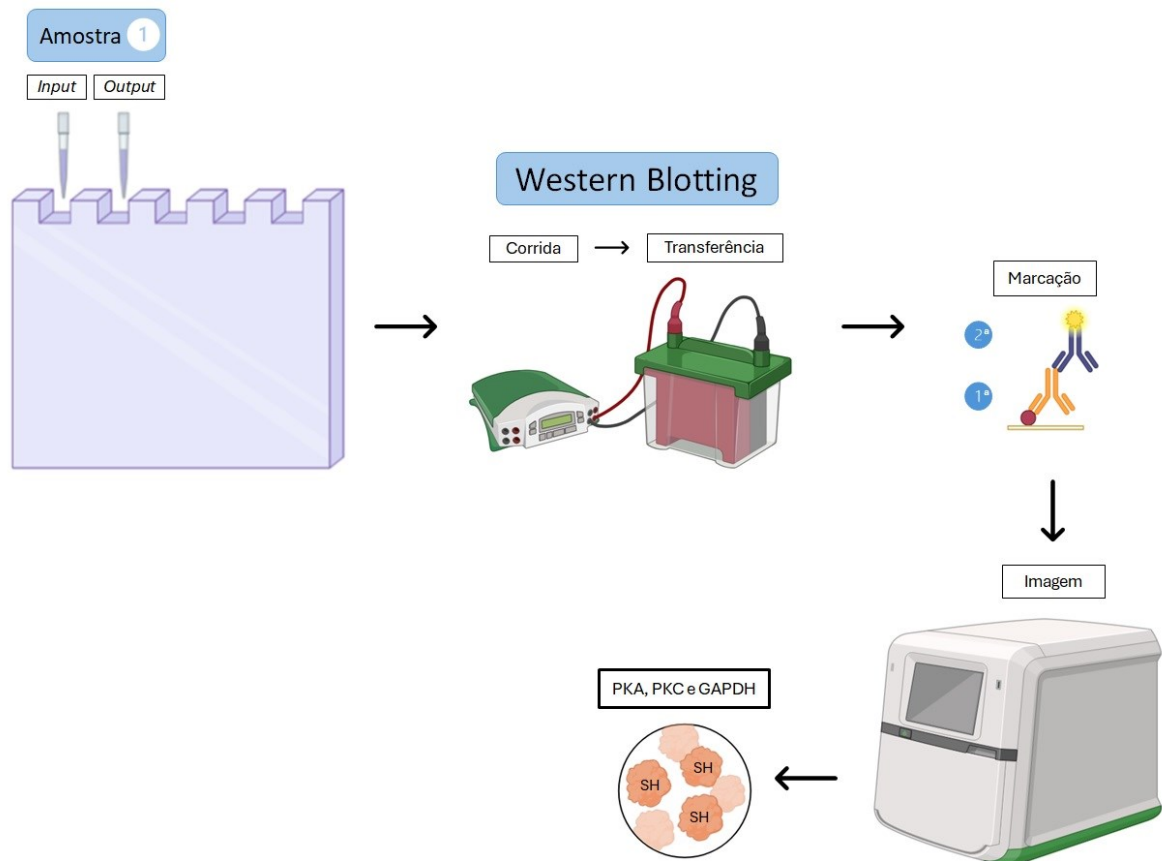 Amostra 1
Input Output
Western Blotting
Corrida Transferência
Marcação
2ª
1ª
Imagem
PKA, PKC e GAPDH
SH
SH
SH